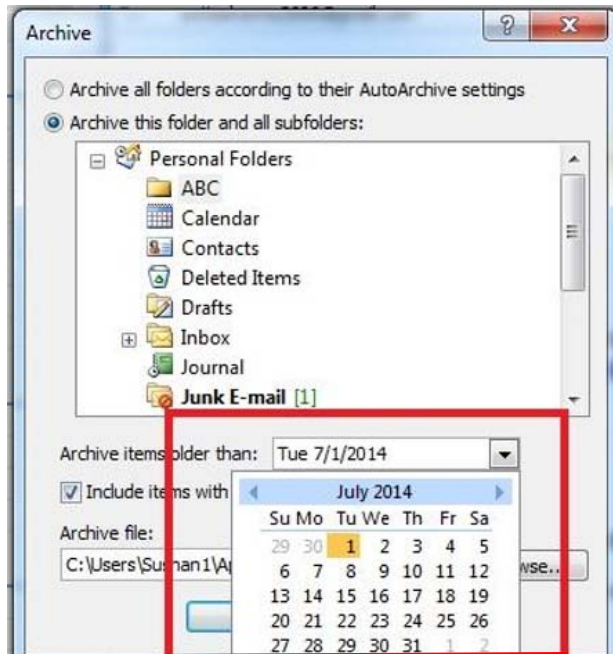 Archive
Archive all folders according to their AutoArchive settings
Archive this folder and all subfolders:
Personal Folders
ABC
Calendar
Contacts
Deleted Items
Drafts
Inbox
Journal
Junk E-mail [1]
Archive items older than: Tue 7/1/2014
Include items with
July 2014
Su Mo Tu We Th Fr Sa
29 30 1 2 3 4 5
6 7 8 9 10 11 12
13 14 15 16 17 18 19
20 21 22 23 24 25 26
27 28 29 30 31 1 2
Archive file:
C:\Users\Sushan1\Ap
wse...